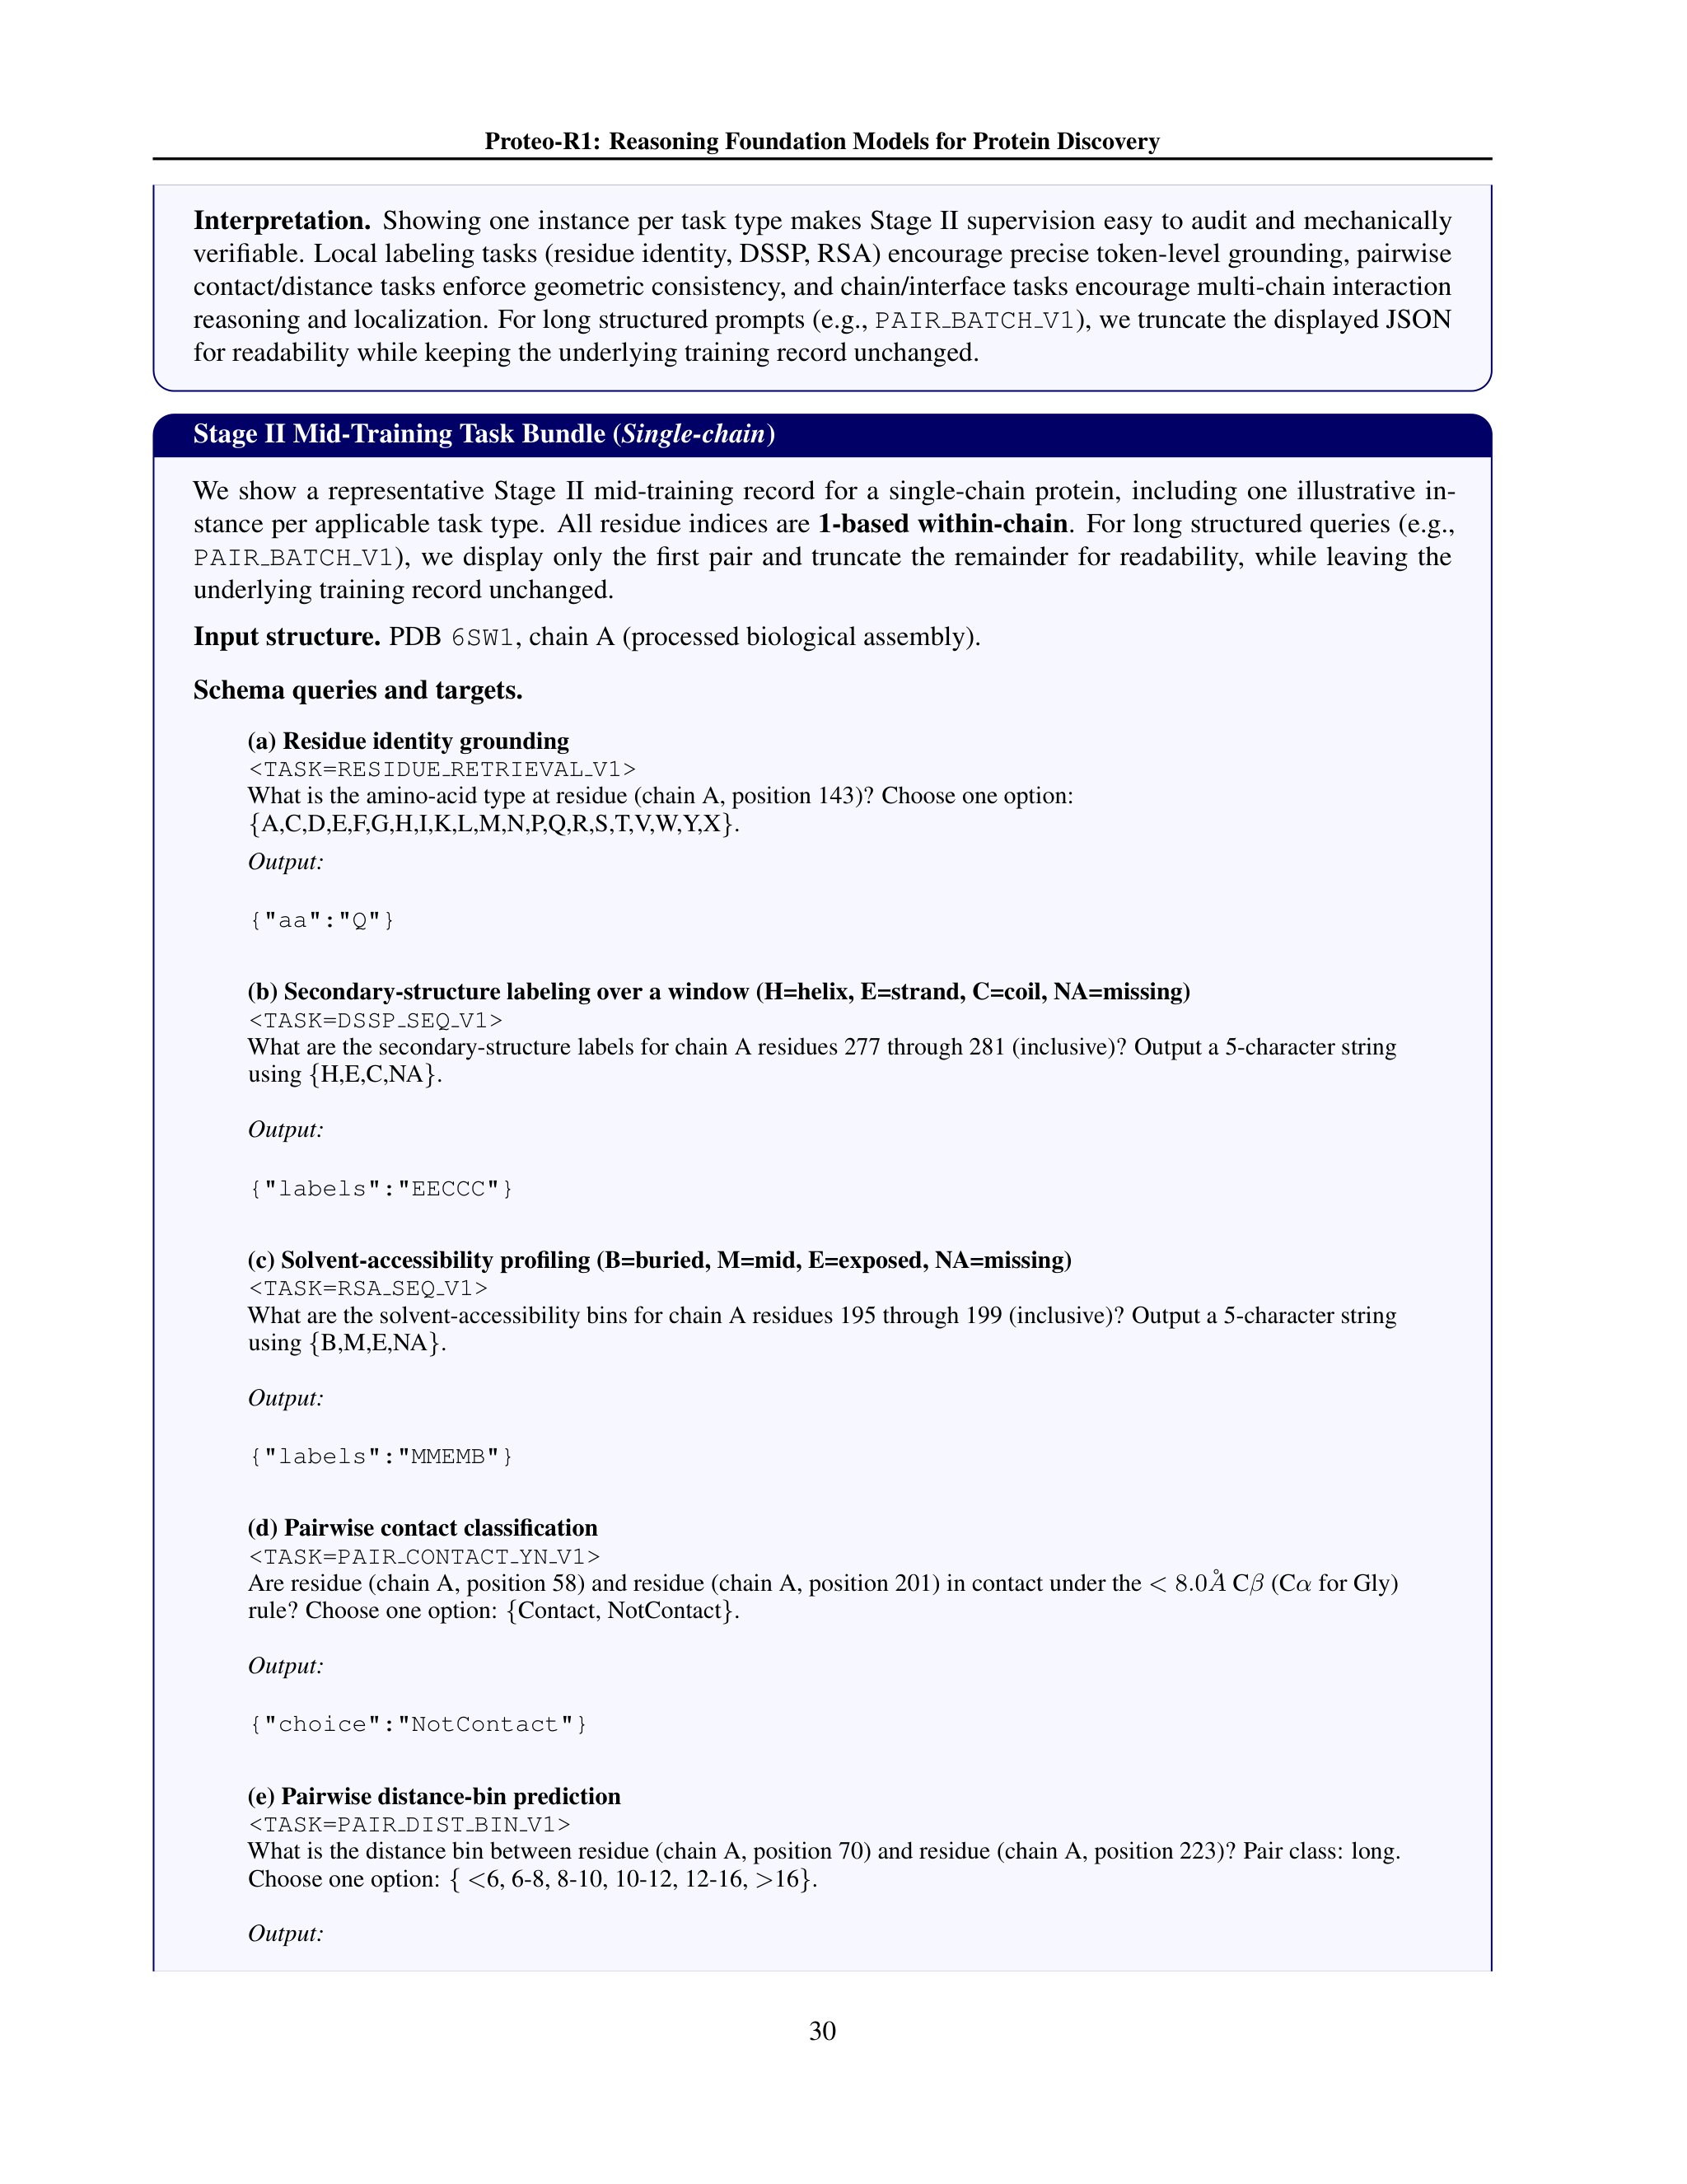 Proteo-R1: Reasoning Foundation Models for Protein Discovery
Interpretation. Showing one instance per task type makes Stage II supervision easy to audit and mechanically
verifiable. Local labeling tasks (residue identity, DSSP, RSA) encourage precise token-level grounding, pairwise
contact/distance tasks enforce geometric consistency, and chain/interface tasks encourage multi-chain interaction
reasoning and localization. For long structured prompts (e.g., PAIR_BATCH_V1), we truncate the displayed JSON
for readability while keeping the underlying training record unchanged.
Stage II Mid-Training Task Bundle (Single-chain)
We show a representative Stage II mid-training record for a single-chain protein, including one illustrative in-
stance per applicable task type. All residue indices are 1-based within-chain. For long structured queries (e.g.,
PAIR_BATCH_V1), we display only the first pair and truncate the remainder for readability, while leaving the
underlying training record unchanged.
Input structure. PDB 6SW1, chain A (processed biological assembly).
Schema queries and targets.
(a) Residue identity grounding
<TASK=RESIDUE_RETRIEVAL_V1>
What is the amino-acid type at residue (chain A, position 143)? Choose one option:
{A,C,D,E,F,G,H,I,K,L,M,N,P,Q,R,S,T,V,W,Y,X}.
Output:
{"aa":"Q"}
(b) Secondary-structure labeling over a window (H=helix, E=strand, C=coil, NA=missing)
<TASK=DSSP_SEQ_V1>
What are the secondary-structure labels for chain A residues 277 through 281 (inclusive)? Output a 5-character string
using {H,E,C,NA}.
Output:
{"labels":"EECCC"}
(c) Solvent-accessibility profiling (B=buried, M=mid, E=exposed, NA=missing)
<TASK=RSA_SEQ_V1>
What are the solvent-accessibility bins for chain A residues 195 through 199 (inclusive)? Output a 5-character string
using {B,M,E,NA}.
Output:
{"labels":"MMEMB"}
(d) Pairwise contact classification
<TASK=PAIR_CONTACT_YN_V1>
Are residue (chain A, position 58) and residue (chain A, position 201) in contact under the < 8.0Å Cβ (Cα for Gly)
rule? Choose one option: {Contact, NotContact}.
Output:
{"choice":"NotContact"}
(e) Pairwise distance-bin prediction
<TASK=PAIR_DIST_BIN_V1>
What is the distance bin between residue (chain A, position 70) and residue (chain A, position 223)? Pair class: long.
Choose one option: { <6, 6-8, 8-10, 10-12, 12-16, >16}.
Output:
30